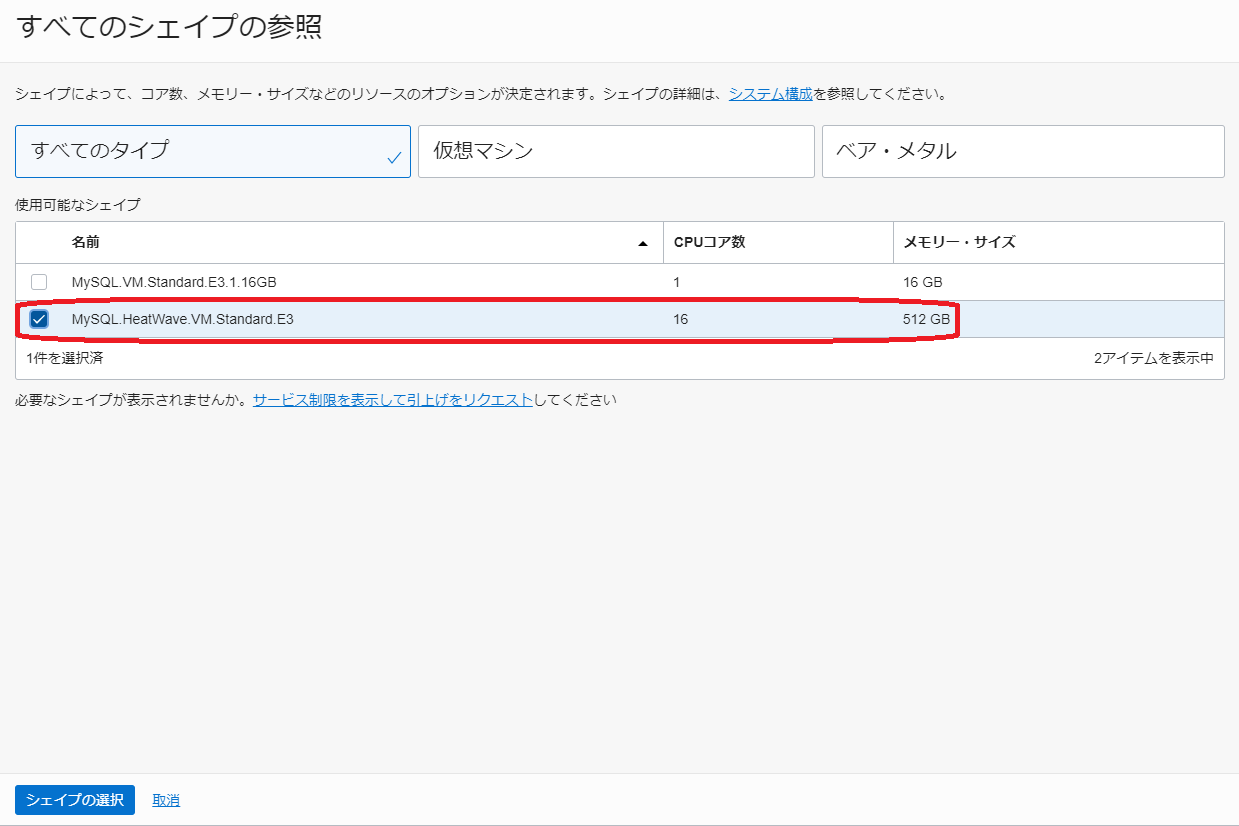 すべてのシェイプの参照
シェイプによって、コア数、メモリー・サイズなどのリソースのオプションが決定されます。シェイプの詳細は、システム構成を参照してください。
すべてのタイプ 仮想マシン ベア・メタル
使用可能なシェイプ
名前 CPUコア数 メモリー・サイズ
MySQL.VM.Standard.E3.1.16GB 1 16 GB
MySQL.HeatWave.VM.Standard.E3 16 512 GB
1件を選択済 2アイテムを表示中
必要なシェイプが表示されませんか。サービス制限を表示して引上げをリクエストしてください
シェイプの選択 取消